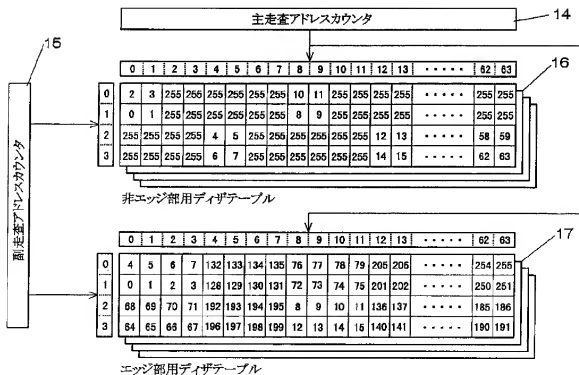 主走査アドレスカウンタ 14
15
副走査アドレスカウンタ
0 1 2 3 4 5 6 7 8 9 10 11 12 13 ‥‥‥ 62 63
16
0 2 3 255 255 255 255 255 255 10 11 255 255 255 255 ‥‥‥ 255 255
1 0 1 255 255 255 255 255 255 8 9 255 255 255 255 ‥‥‥ 255 255
2 255 255 255 255 4 5 255 255 255 255 255 255 12 13 ‥‥‥ 58 59
3 255 255 255 255 6 7 255 255 255 255 255 255 14 15 ‥‥‥ 62 63
非エッジ部用ディザテーブル
0 1 2 3 4 5 6 7 8 9 10 11 12 13 ‥‥‥ 62 63
17
0 4 5 6 7 132 133 134 135 76 77 78 79 205 206 ‥‥‥ 254 255
1 0 1 2 3 128 129 130 131 72 73 74 75 201 202 ‥‥‥ 250 251
2 68 69 70 71 192 193 194 195 8 9 10 11 136 137 ‥‥‥ 185 186
3 64 65 66 67 196 197 198 199 12 13 14 15 140 141 ‥‥‥ 190 191
エッジ部用ディザテーブル